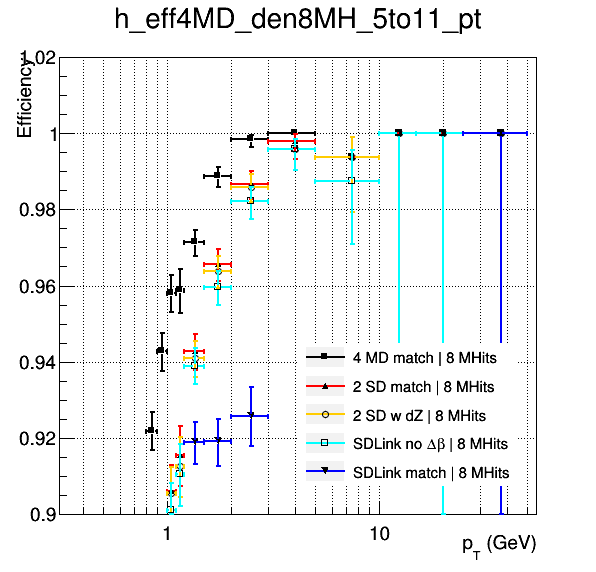 h_eff4MD_den8MH_5to11_pt
Efficiency
1.02
1
0.98
0.96
0.94
0.92
0.9
4 MD match | 8 MHits
2 SD match | 8 MHits
2 SD w dZ | 8 MHits
SDLink no Δβ | 8 MHits
SDLink match | 8 MHits
1
10
p_T (GeV)